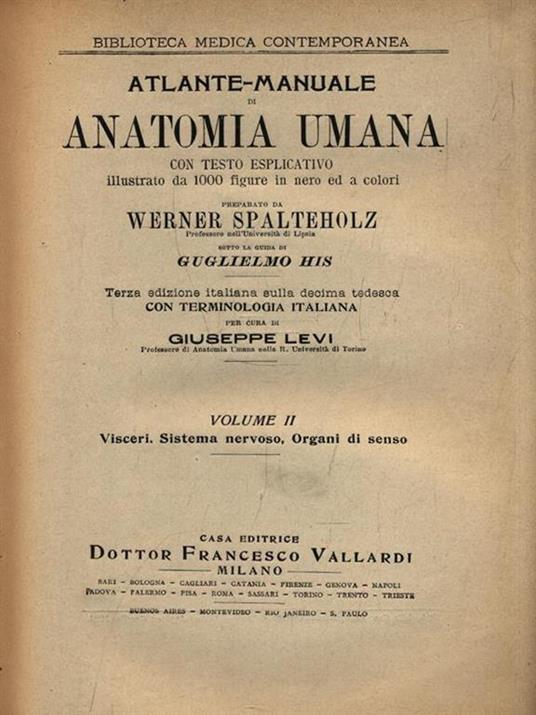 BIBLIOTECA MEDICA CONTEMPORANEA
ATLANTE-MANUALE
DI
ANATOMIA UMANA
CON TESTO ESPLICATIVO
illustrato da 1000 figure in nero ed a colori
PREPARATO DA
WERNER SPALTEHOLZ
Professore nell'Università di Lipsia
SOTTO LA GUIDA DI
GUGLIELMO HIS
Terza edizione italiana sulla decima tedesca
CON TERMINOLOGIA ITALIANA
PER CURA DI
GIUSEPPE LEVI
Professore di Anatomia Umana nella R. Università di Torino
VOLUME II
Visceri. Sistema nervoso, Organi di senso
CASA EDITRICE
DOTTOR FRANCESCO VALLARDI
MILANO
BARI – BOLOGNA – CAGLIARI – CATANIA – FIRENZE – GENOVA – NAPOLI
PADOVA – PALERMO – PISA – ROMA – SASSARI – TORINO – TRENTO – TRIESTE
BUENOS AIRES – MONTEVIDEO – RIO JANEIRO – S. PAULO